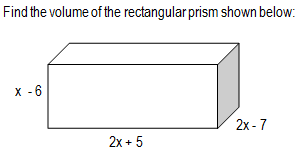 Find the volume of the rectangular prism shown below:
x - 6
2x - 7
2x + 5